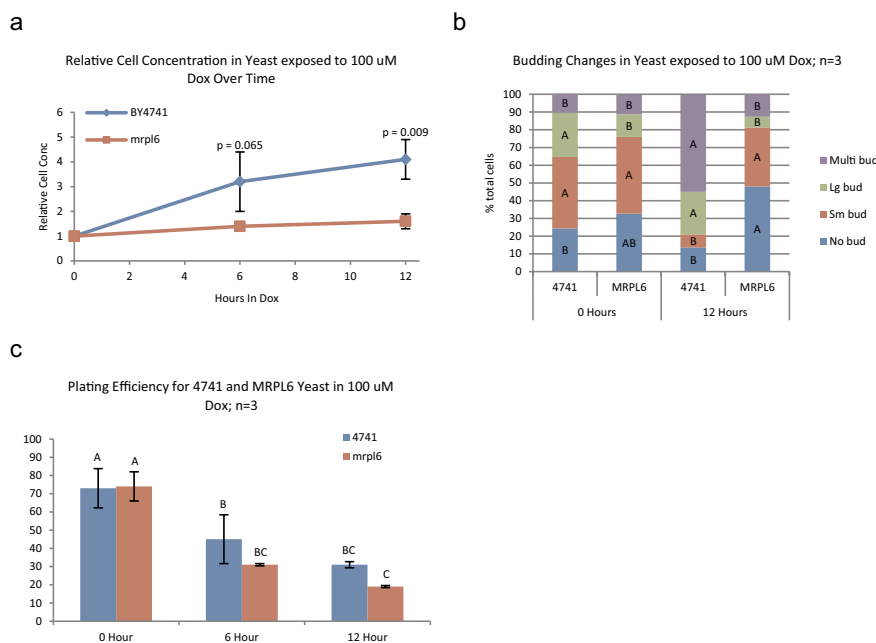 a
Relative Cell Concentration in Yeast exposed to 100 uM
Dox Over Time
6
5
4
3
2
1
0
Relative Cell Conc
BY4741
mrpl6
p = 0.065
p = 0.009
0 2 4 6 8 10 12
Hours In Dox
b
Budding Changes in Yeast exposed to 100 uM Dox; n=3
100
90
80
70
60
50
40
30
20
10
0
% total cells
B B B
A B A B
A A A A
B AB B B A
4741 MRPL6 4741 MRPL6
0 Hours 12 Hours
Multi bud
Lg bud
Sm bud
No bud
c
Plating Efficiency for 4741 and MRPL6 Yeast in 100 uM
Dox; n=3
100
90
80
70
60
50
40
30
20
10
0
4741
mrpl6
A A
B BC
BC C
0 Hour 6 Hour 12 Hour